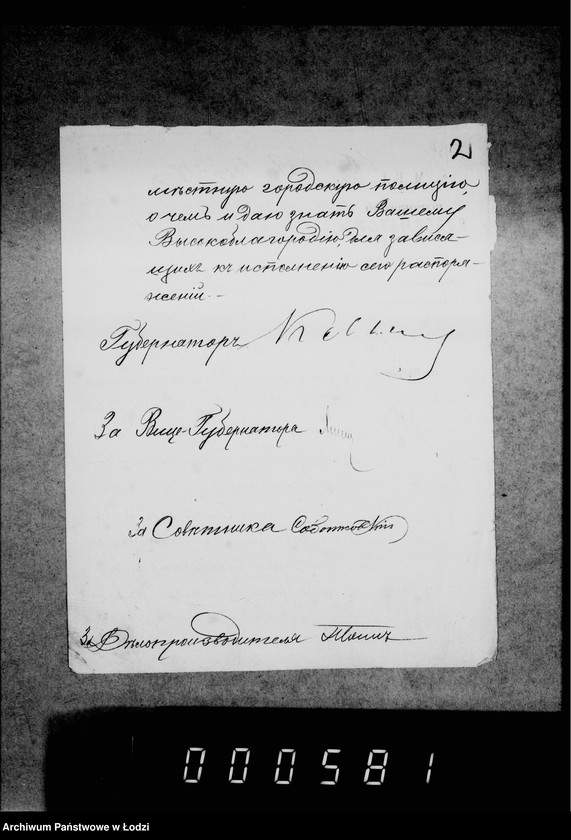 2
мѣстную городскую полицію,
о чемъ и даю знать Вашему
Высокоблагородію, для завися-
щихъ къ исполненію сего распоря-
женій.-
Губернаторъ
За Вице-Губернатора
За Совѣтника
За Дѣлопроизводителя
000581
Archiwum Państwowe w Łodzi